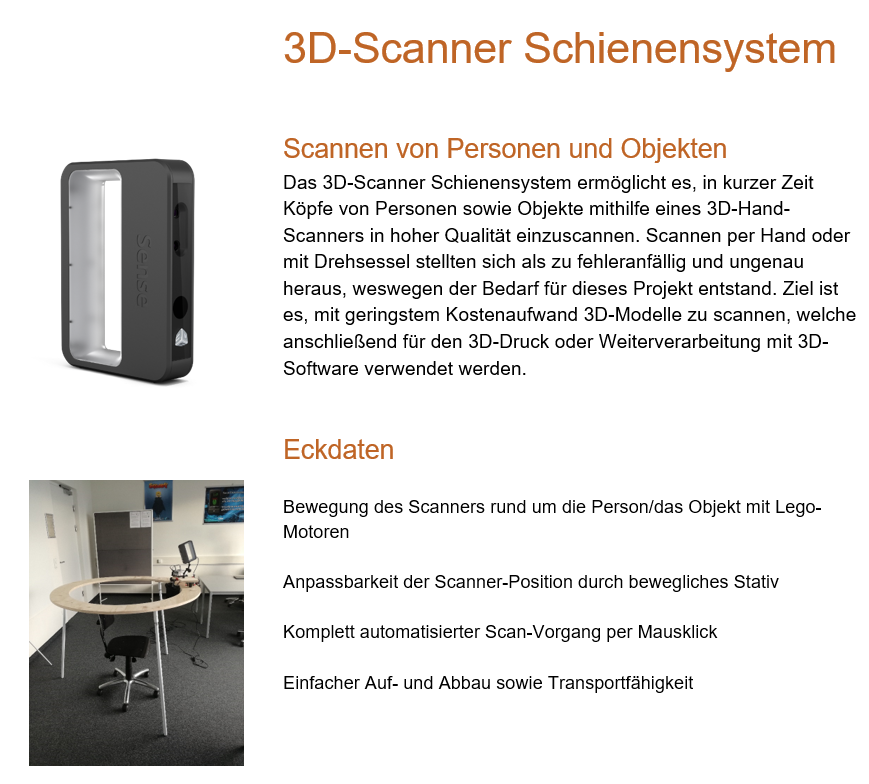 3D-Scanner Schienensystem
Scannen von Personen und Objekten
Das 3D-Scanner Schienensystem ermöglicht es, in kurzer Zeit
Köpfe von Personen sowie Objekte mithilfe eines 3D-Hand-
Scanners in hoher Qualität einzuscannen. Scannen per Hand oder
mit Drehsessel stellten sich als zu fehleranfällig und ungenau
heraus, weswegen der Bedarf für dieses Projekt entstand. Ziel ist
es, mit geringstem Kostenaufwand 3D-Modelle zu scannen, welche
anschließend für den 3D-Druck oder Weiterverarbeitung mit 3D-
Software verwendet werden.
Sense
Eckdaten
Bewegung des Scanners rund um die Person/das Objekt mit Lego-
Motoren
Anpassbarkeit der Scanner-Position durch bewegliches Stativ
Komplett automatisierter Scan-Vorgang per Mausklick
Einfacher Auf- und Abbau sowie Transportfähigkeit